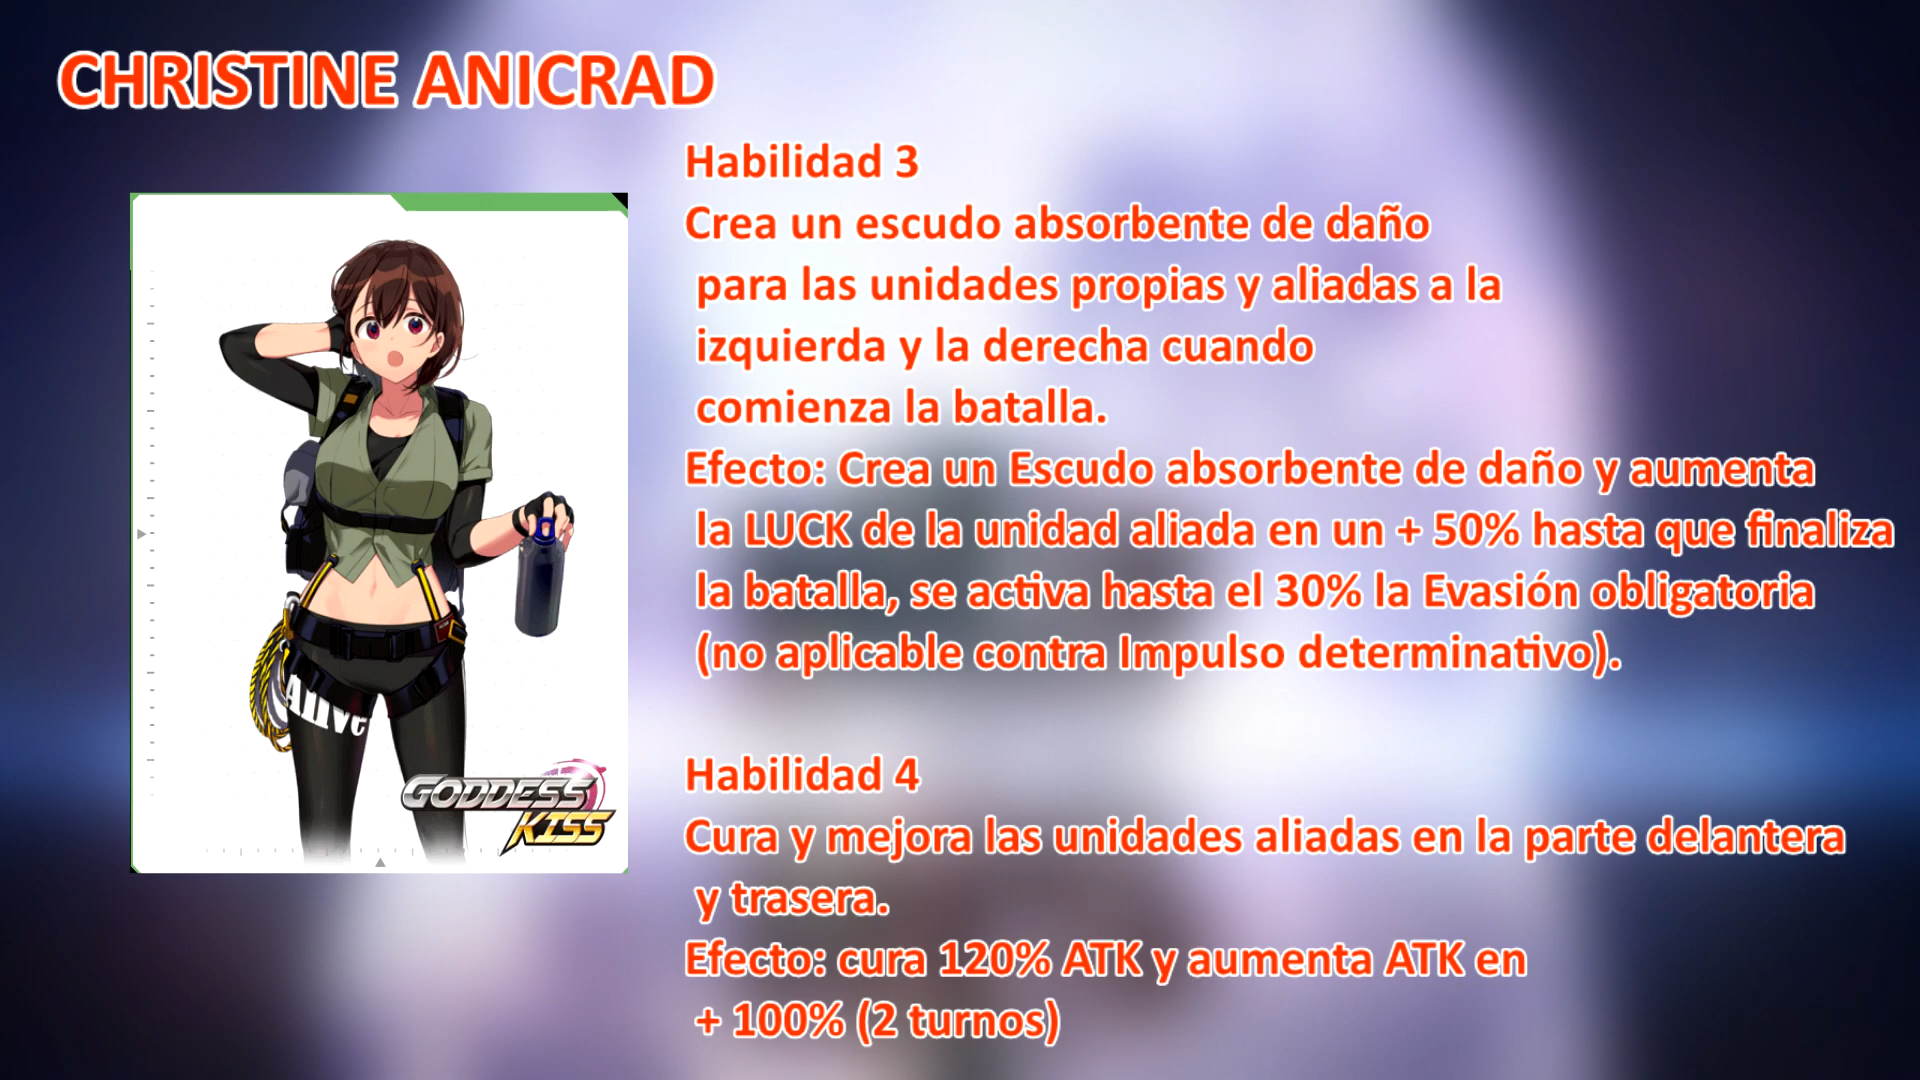 CHRISTINE ANICRAD
Habilidad 3
Crea un escudo absorbente de daño
para las unidades propias y aliadas a la
izquierda y la derecha cuando
comienza la batalla.
Efecto: Crea un Escudo absorbente de daño y aumenta
la LUCK de la unidad aliada en un + 50% hasta que finaliza
la batalla, se activa hasta el 30% la Evasión obligatoria
(no aplicable contra Impulso determinativo).
Habilidad 4
Cura y mejora las unidades aliadas en la parte delantera
y trasera.
Efecto: cura 120% ATK y aumenta ATK en
+ 100% (2 turnos)
Alive
GODDESS
KISS